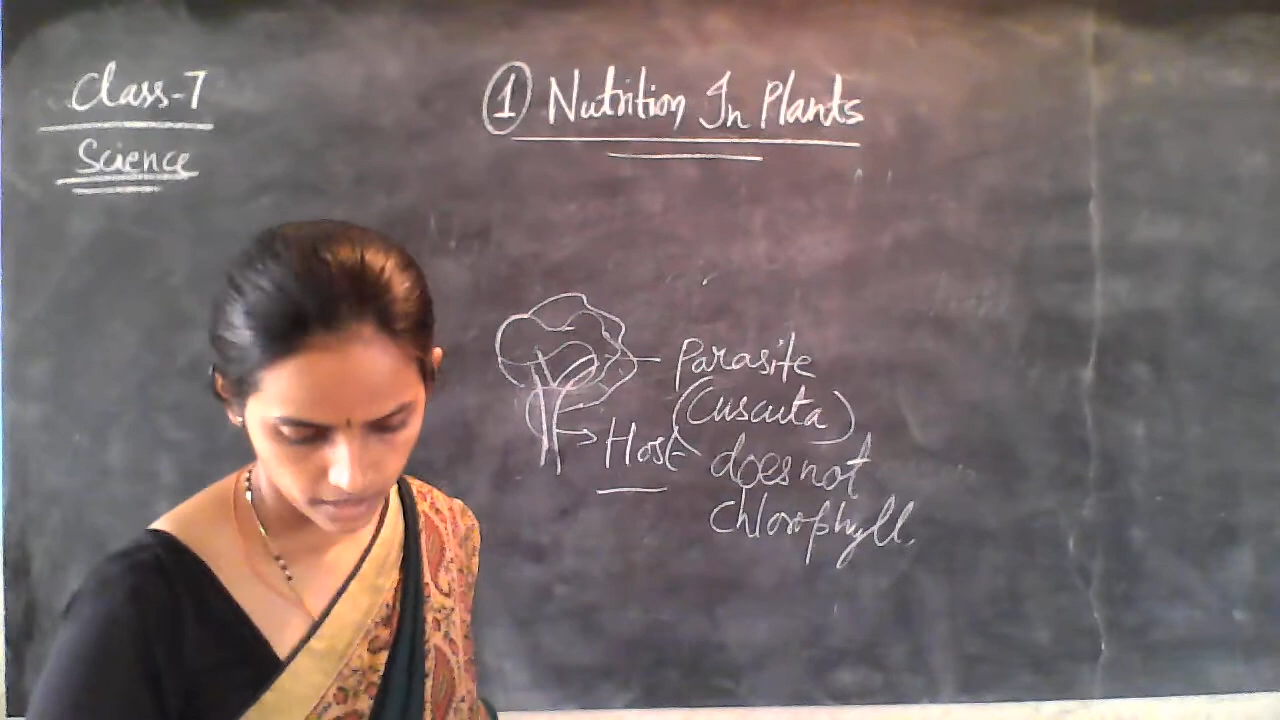 Class-7
Science
① Nutrition In Plants
Parasite
(Cuscuta)
Host
does not
chlorophyll.